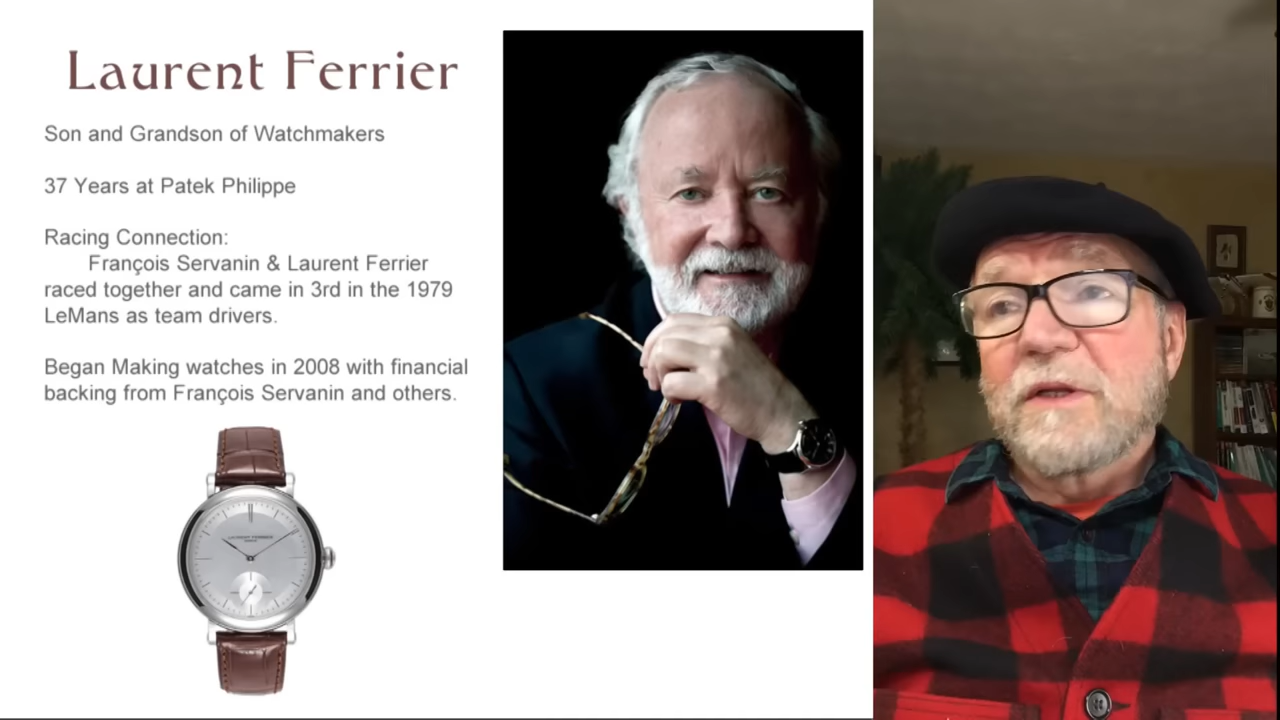 Laurent Ferrier
Son and Grandson of Watchmakers
37 Years at Patek Philippe
Racing Connection:
François Servanin & Laurent Ferrier
raced together and came in 3rd in the 1979
LeMans as team drivers.
Began Making watches in 2008 with financial
backing from François Servanin and others.
LAURENT FERRIER